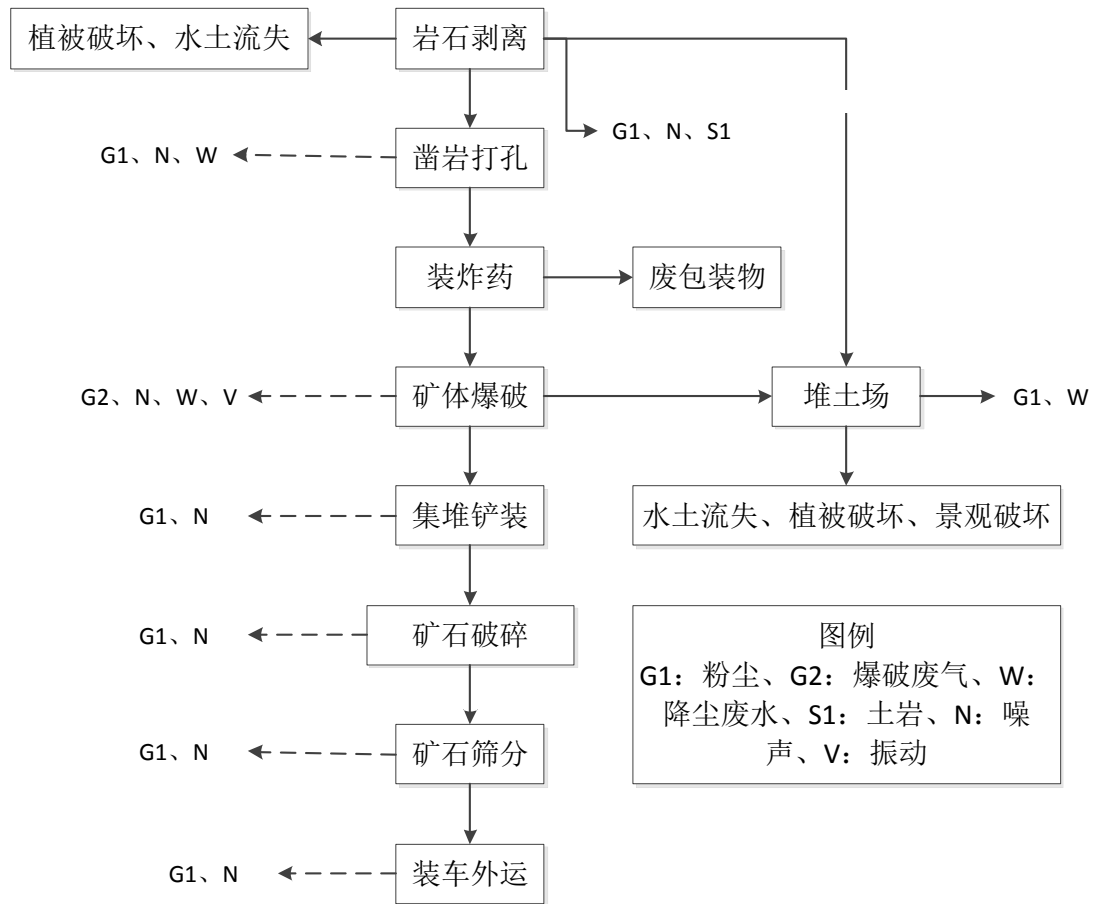 植被破坏、水土流失
岩石剥离
G1、N、S1
G1、N、W
凿岩打孔
装炸药
废包装物
G2、N、W、V
矿体爆破
堆土场
G1、W
G1、N
集堆铲装
水土流失、植被破坏、景观破坏
G1、N
矿石破碎
图例
G1：粉尘、G2：爆破废气、W：
降尘废水、S1：土岩、N：噪
声、V：振动
G1、N
矿石筛分
G1、N
装车外运